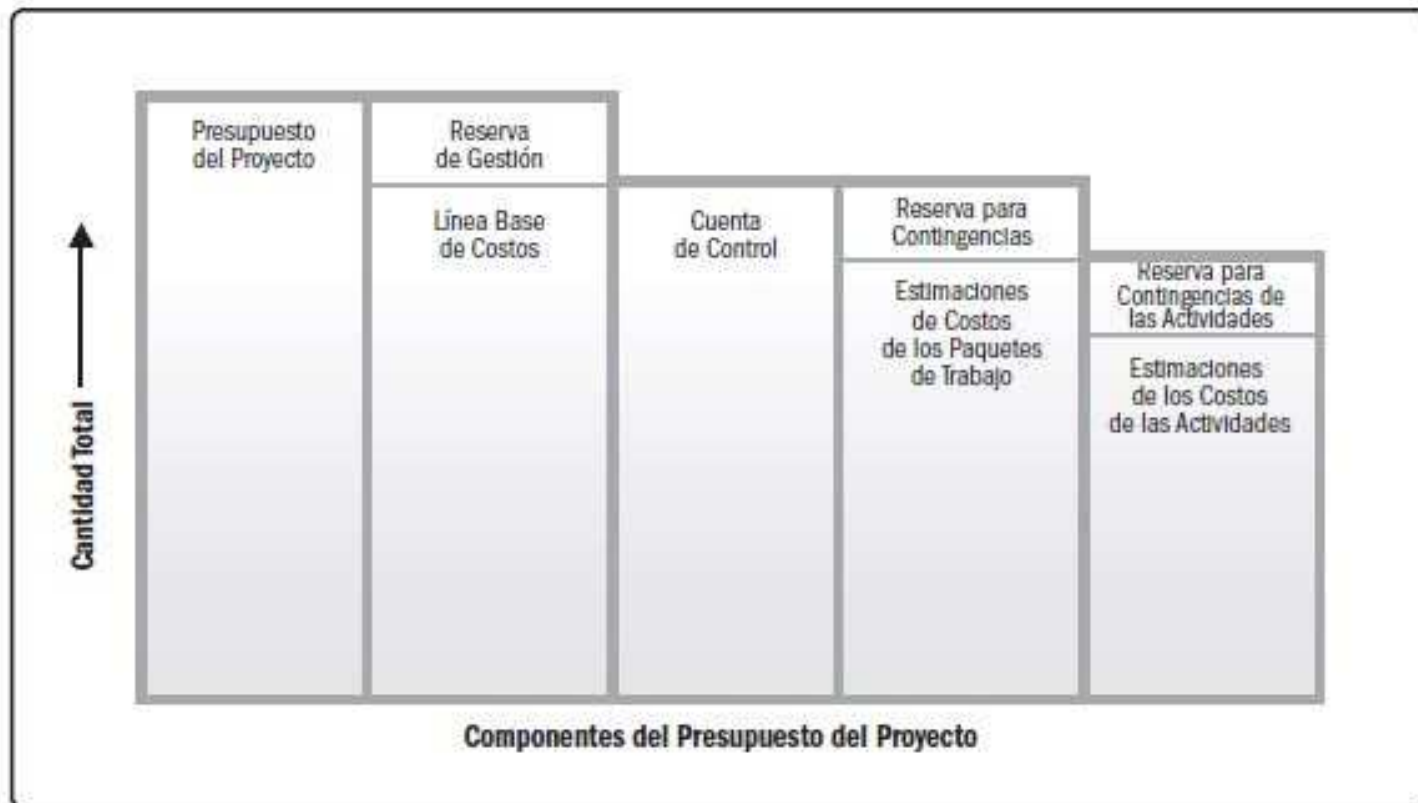 Presupuesto
del Proyecto
Reserva
de Gestión
Línea Base
de Costos
Cuenta
de Control
Reserva para
Contingencias
Estimaciones
de Costos
de los Paquetes
de Trabajo
Reserva para
Contingencias de
las Actividades
Estimaciones
de los Costos
de las Actividades
Cantidad Total
Componentes del Presupuesto del Proyecto